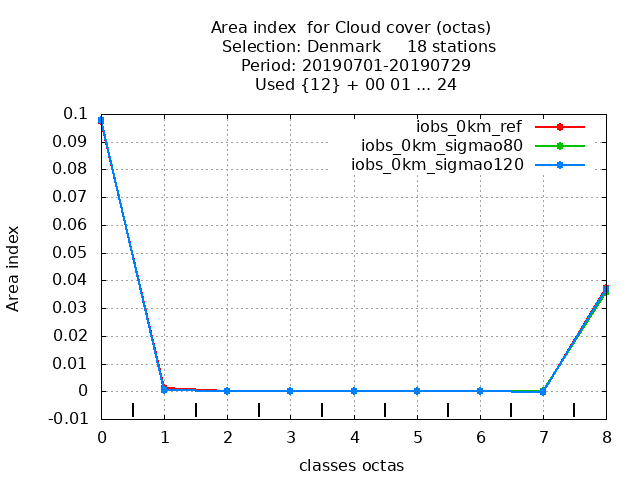 Area index  for Cloud cover (octas)
Selection: Denmark     18 stations
Period: 20190701-20190729
Used {12} + 00 01 ... 24
iobs_0km_ref
iobs_0km_sigmao80
iobs_0km_sigmao120
0.1
0.09
0.08
0.07
0.06
0.05
0.04
0.03
0.02
0.01
0
-0.01
Area index
0 1 2 3 4 5 6 7 8
classes octas